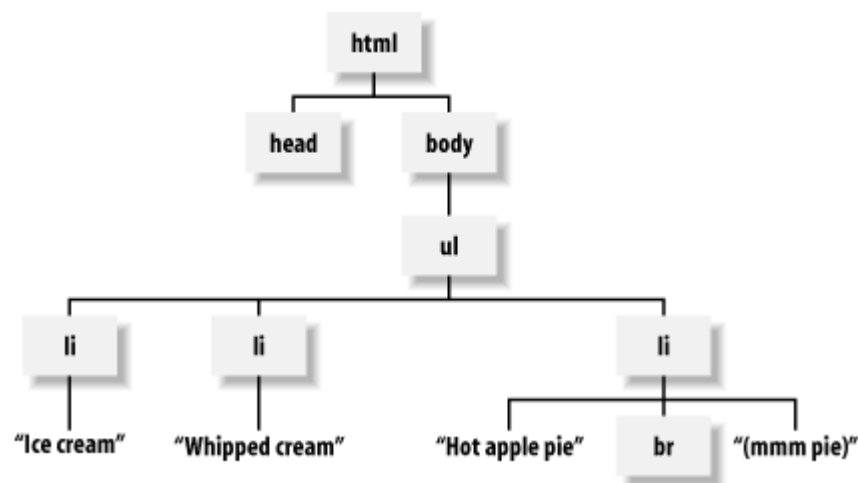 html
head body
ul
li li li
“Ice cream” “Whipped cream” “Hot apple pie” br “(mmm pie)”